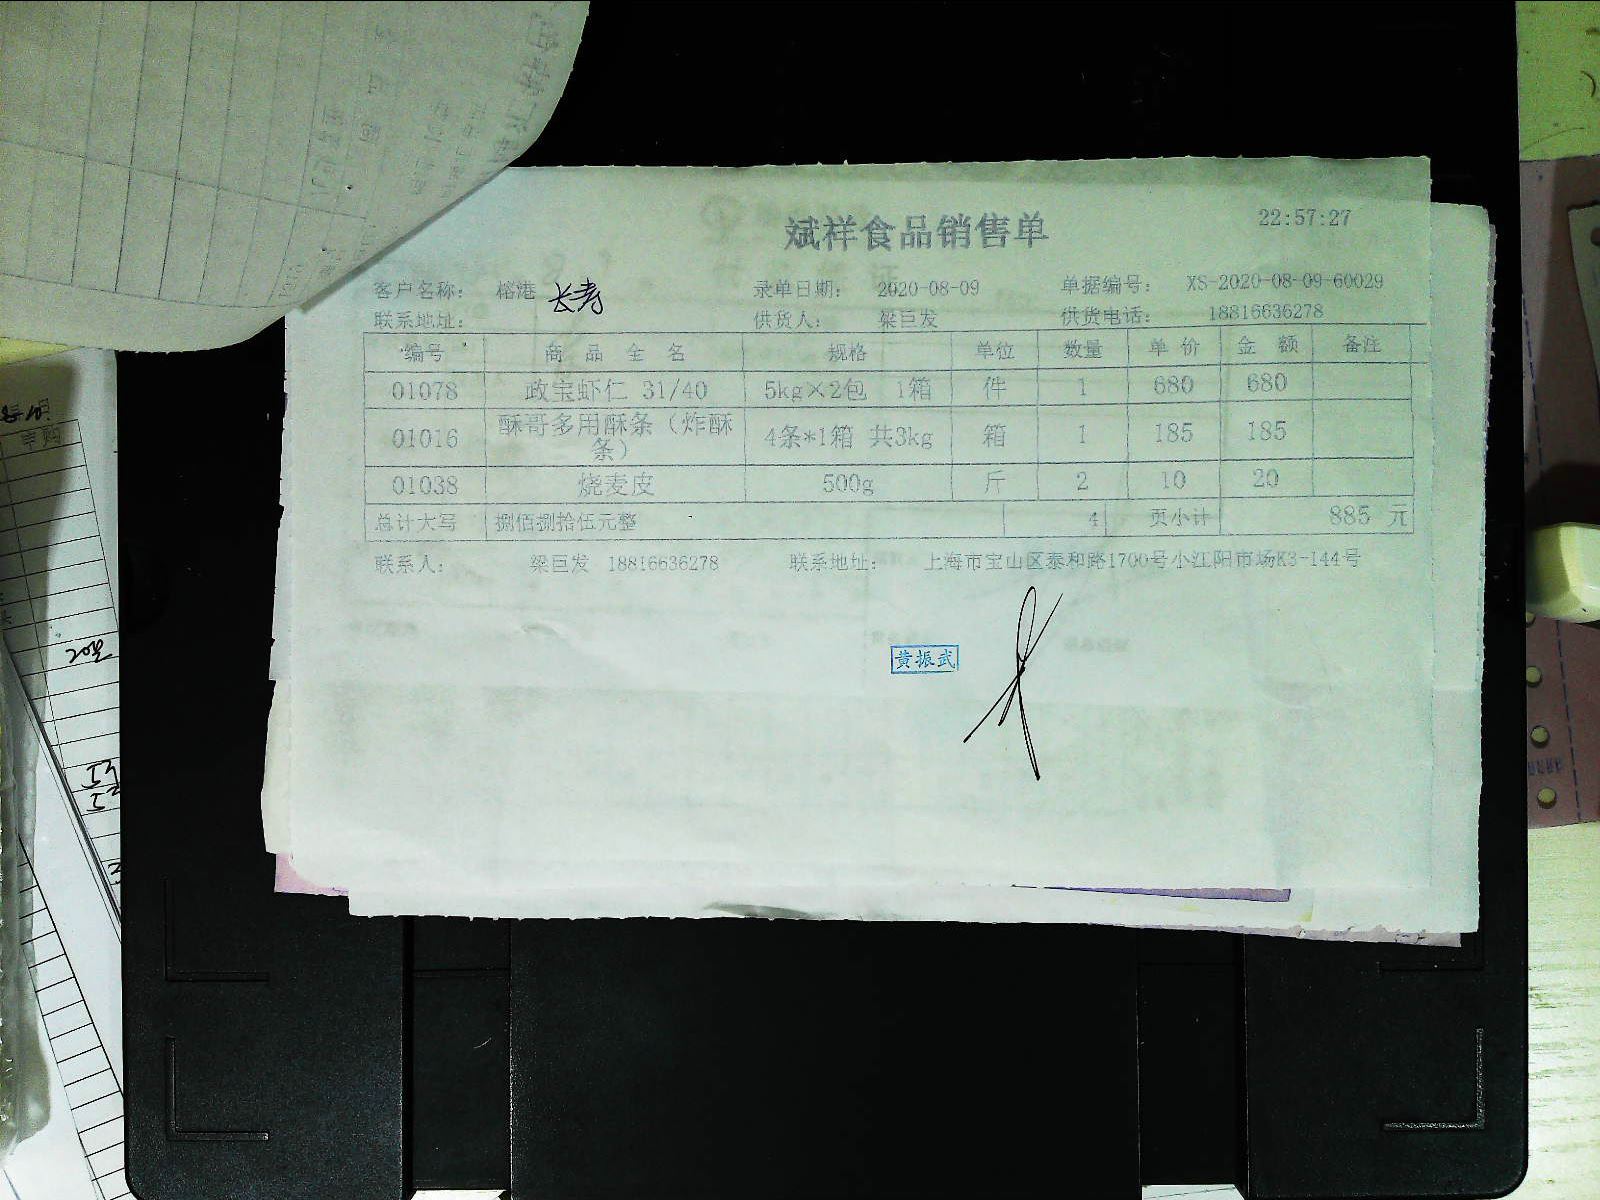 斌祥食品销售单
22:57:27
客户名称: 榕港 长寿 录单日期: 2020-08-09 单据编号: XS-2020-08-09-60029
联系地址: 供货人: 梁巨发 供货电话: 18816636278
编号 商品全名 规格 单位 数量 单价 金额 备注
01078 政宝虾仁 31/40 5kg×2包 1箱 件 1 680 680
01016 酥哥多用酥条（炸酥条） 4条*1箱 共3kg 箱 1 185 185
01038 烧麦皮 500g 斤 2 10 20
总计大写 捌佰捌拾伍元整 4 页小计 885 元
联系人: 梁巨发 18816636278 联系地址: 上海市宝山区泰和路1700号小江阳市场K3-144号
黄振武
申购